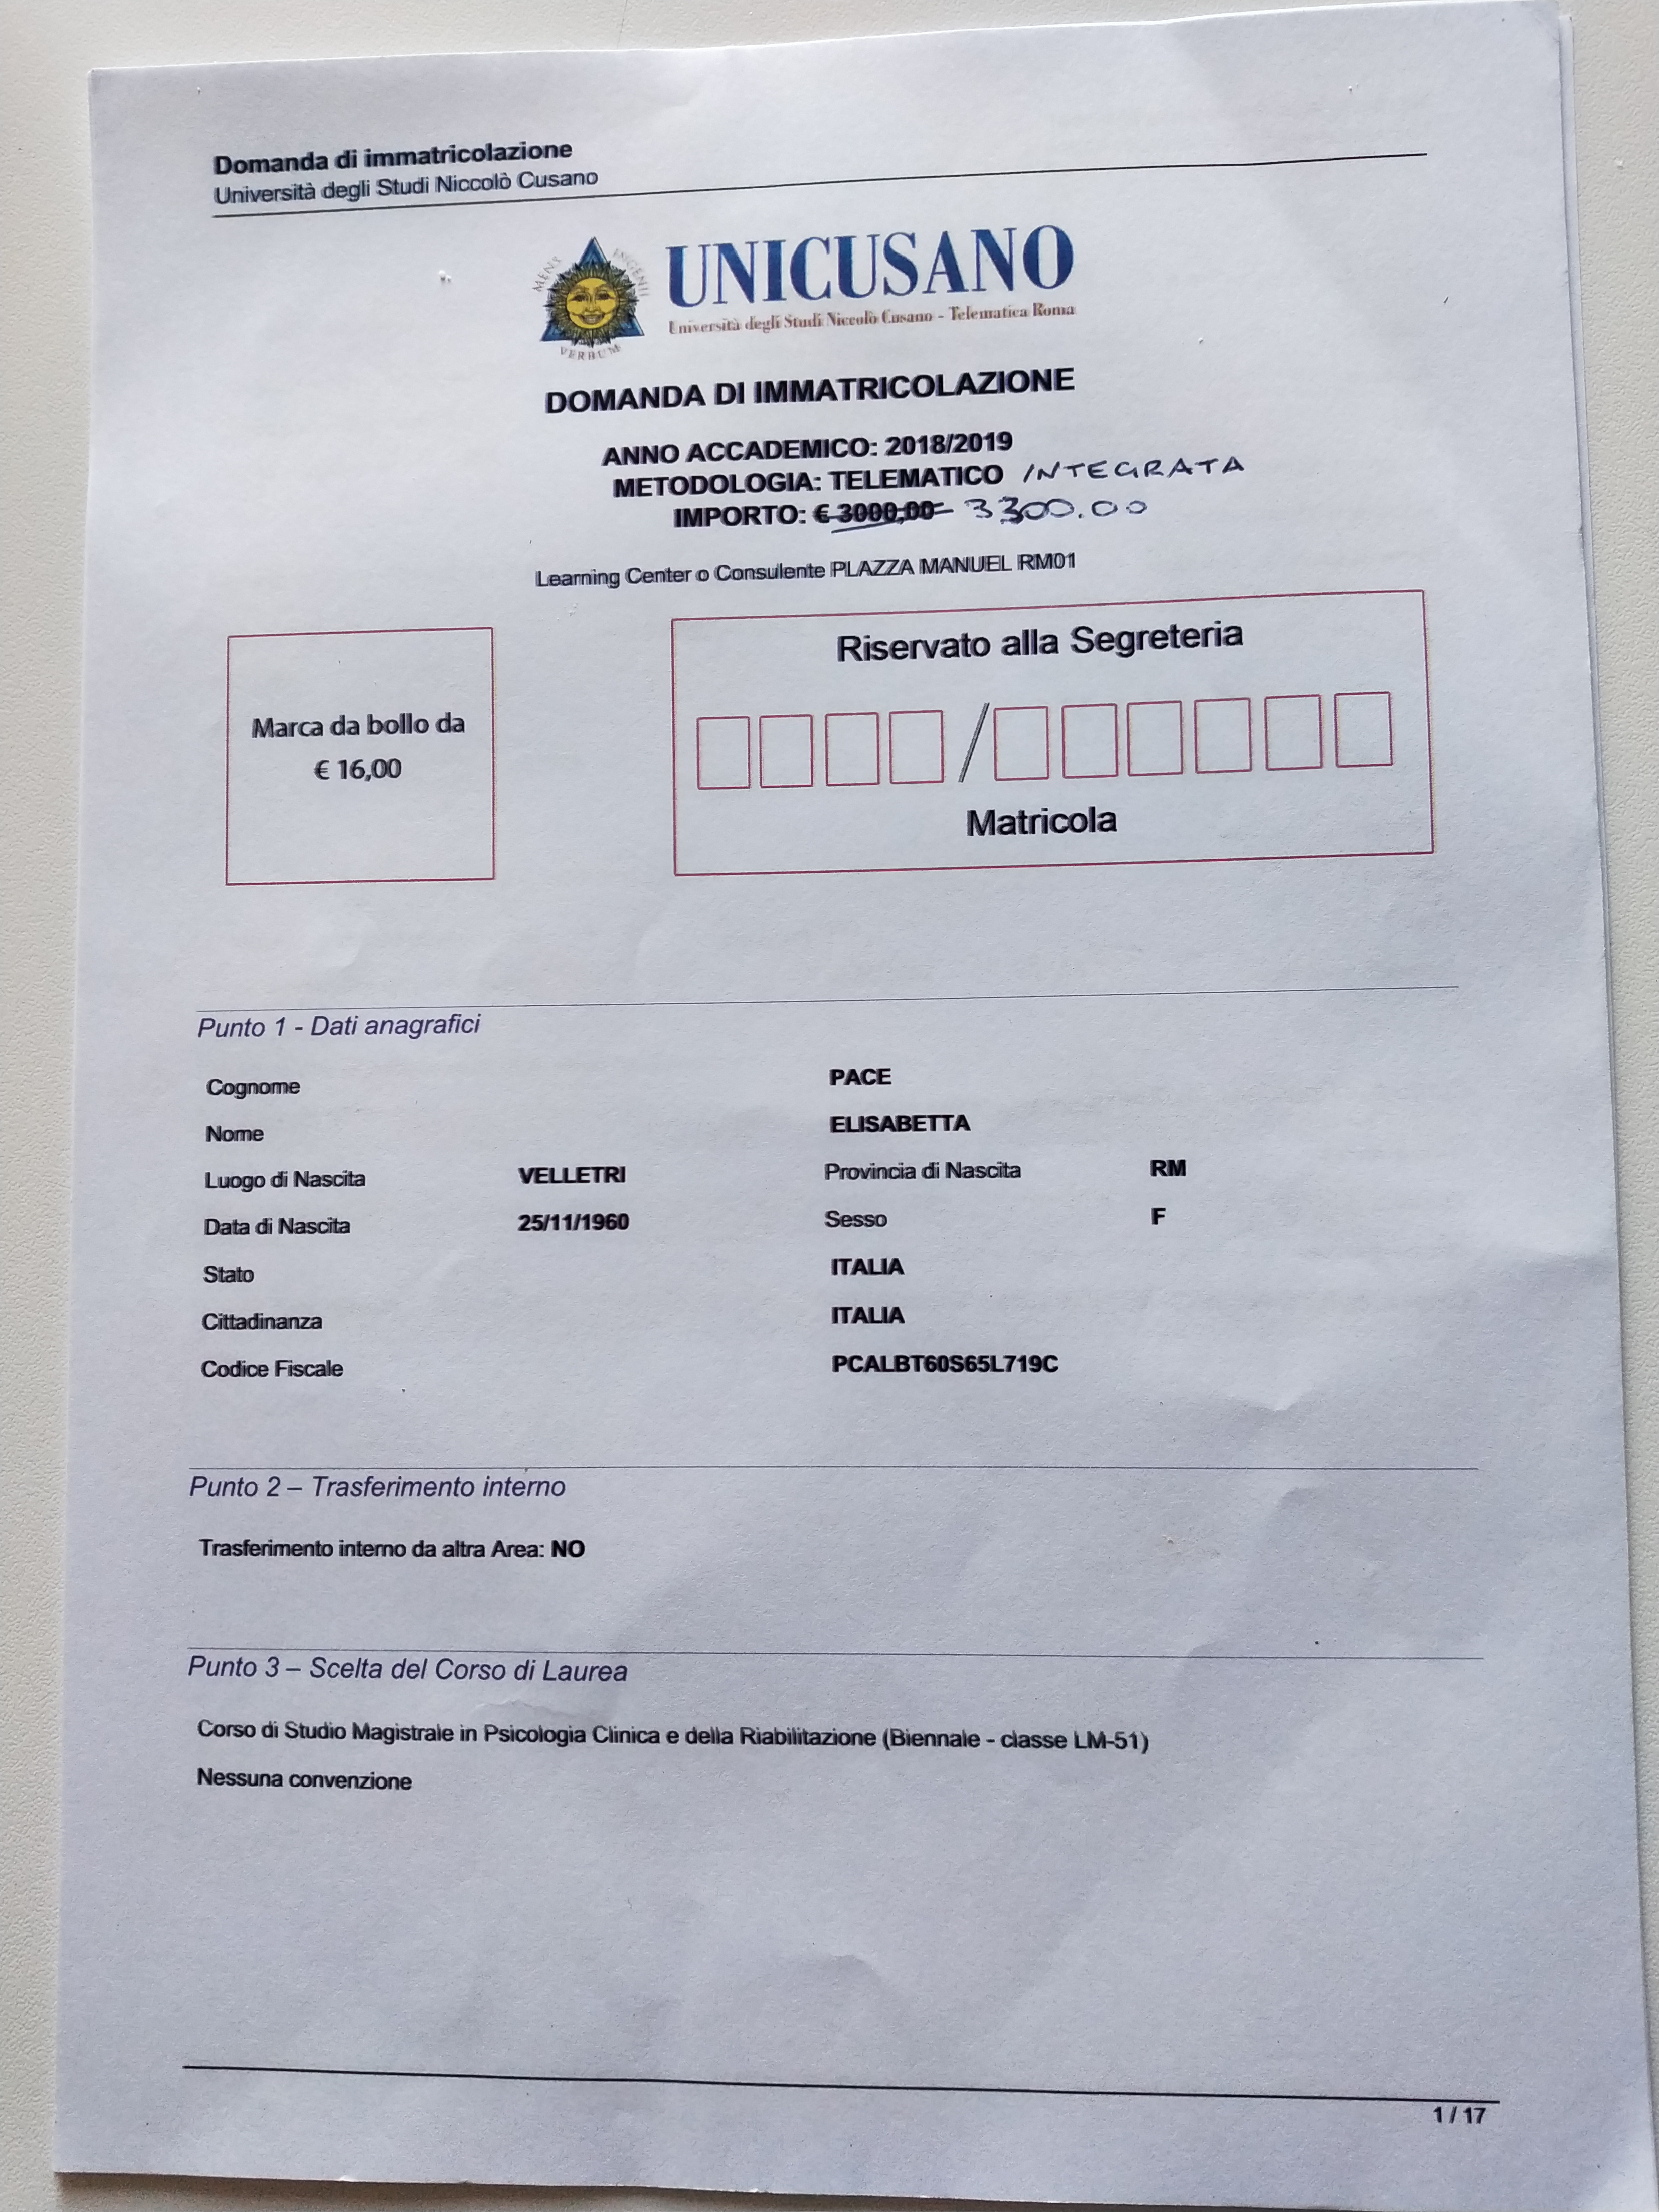 Domanda di immatricolazione
Università degli Studi Niccolò Cusano
MENS INGENII VERBUM
UNICUSANO
Università degli Studi Niccolò Cusano - Telematica Roma
DOMANDA DI IMMATRICOLAZIONE
ANNO ACCADEMICO: 2018/2019
METODOLOGIA: TELEMATICO INTEGRATA
IMPORTO: € 3000,00 3300.00
Learning Center o Consulente PLAZZA MANUEL RM01
Marca da bollo da
€ 16,00
Riservato alla Segreteria
/
Matricola
Punto 1 - Dati anagrafici
Cognome PACE
Nome ELISABETTA
Luogo di Nascita VELLETRI Provincia di Nascita RM
Data di Nascita 25/11/1960 Sesso F
Stato ITALIA
Cittadinanza ITALIA
Codice Fiscale PCALBT60S65L719C
Punto 2 – Trasferimento interno
Trasferimento interno da altra Area: NO
Punto 3 – Scelta del Corso di Laurea
Corso di Studio Magistrale in Psicologia Clinica e della Riabilitazione (Biennale - classe LM-51)
Nessuna convenzione
1 / 17